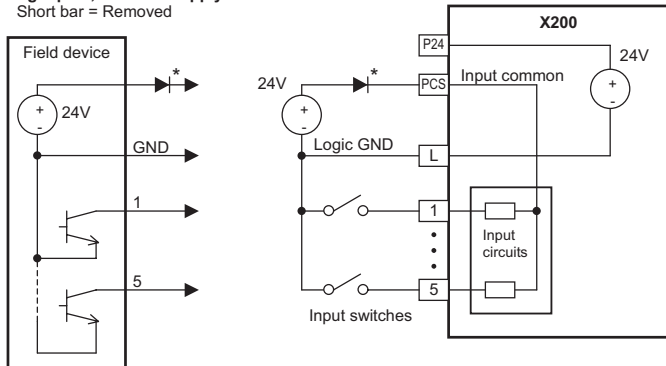 Short bar = Removed
Field device
+
-
24V
*
GND
1
5
24V
+
-
*
Logic GND
Input switches
X200
P24
PCS
L
1
5
Input common
24V
+
-
Input
circuits